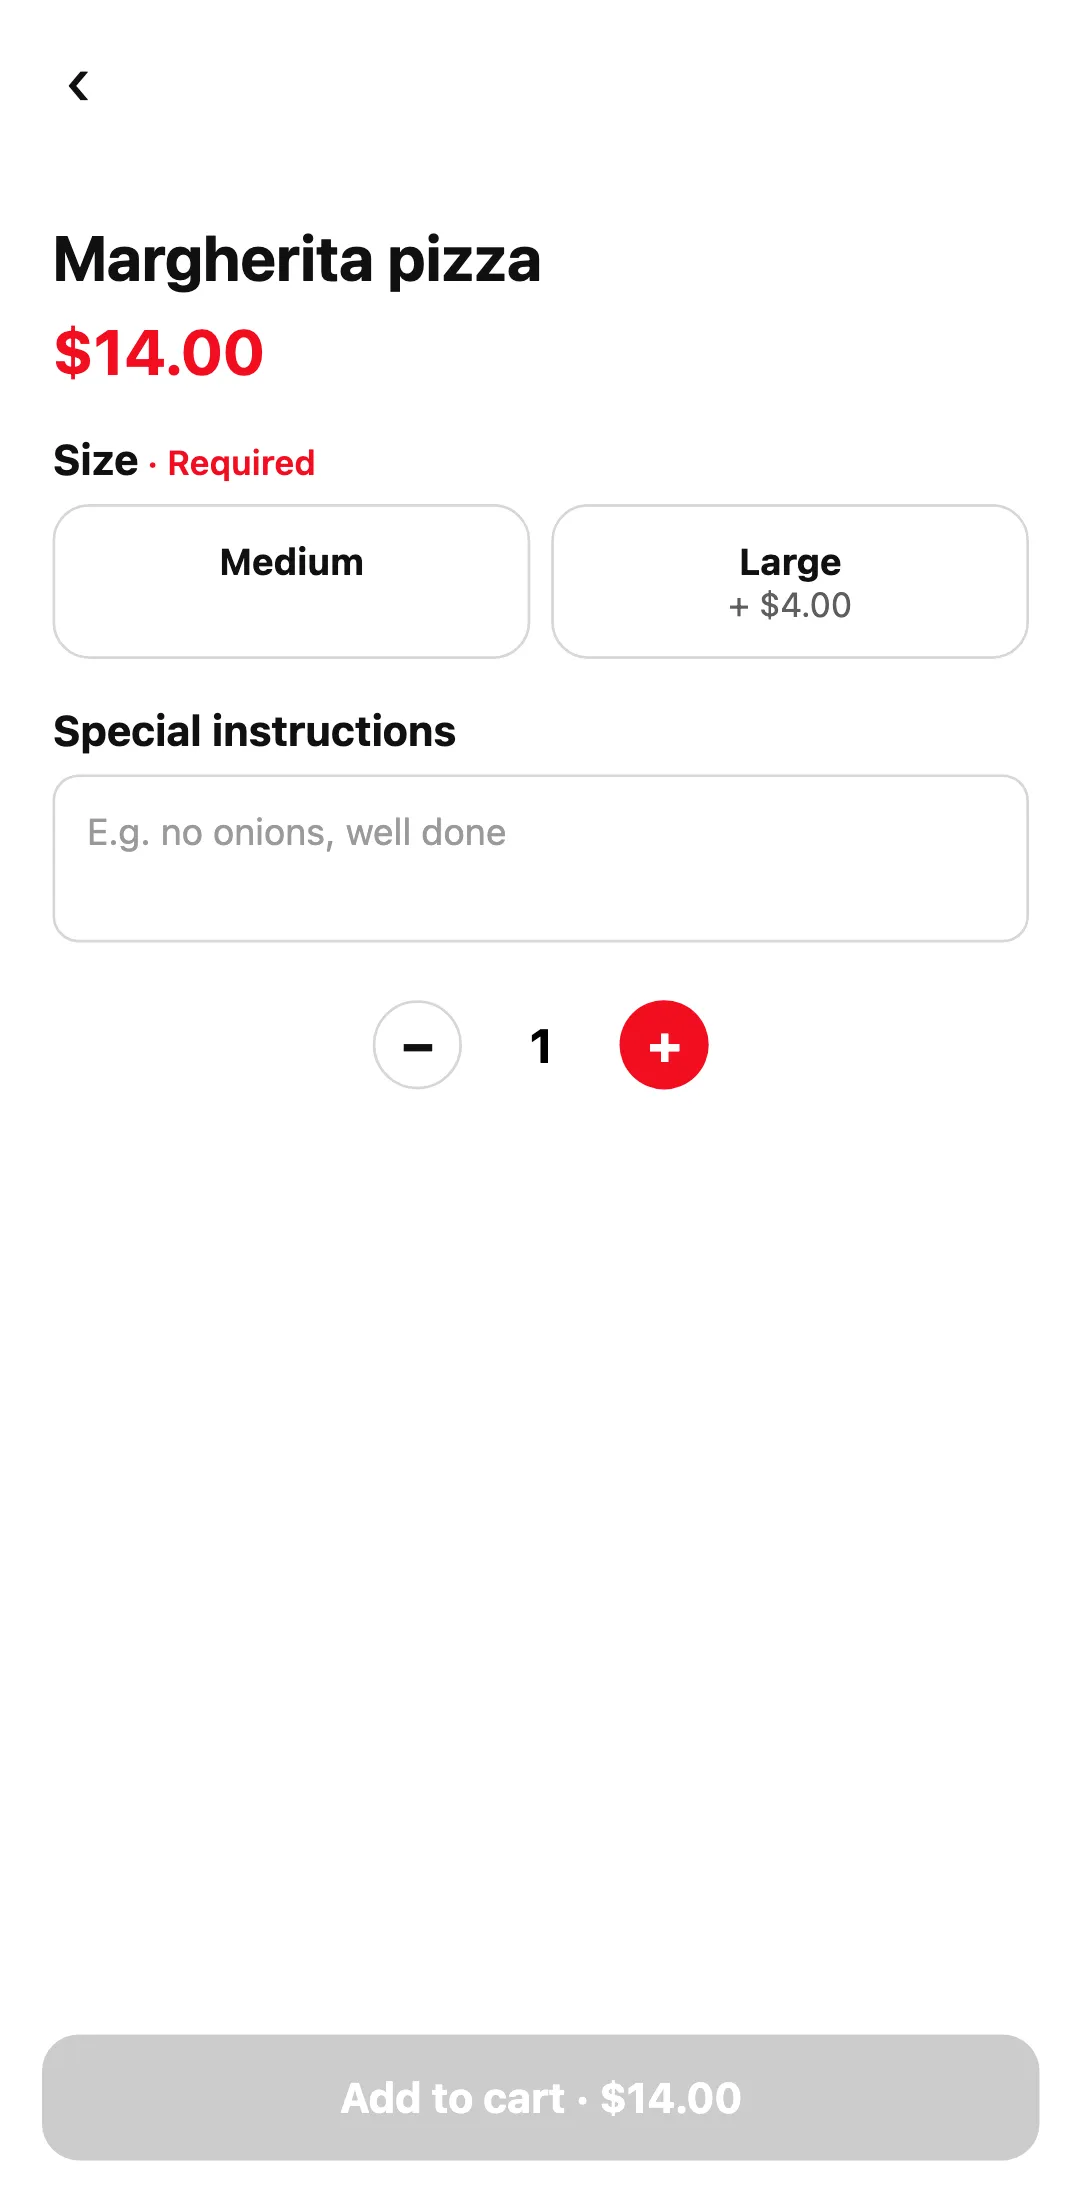 Margherita pizza
$14.00
Size · Required
Medium
Large
+ $4.00
Special instructions
E.g. no onions, well done
− 1 +
Add to cart · $14.00